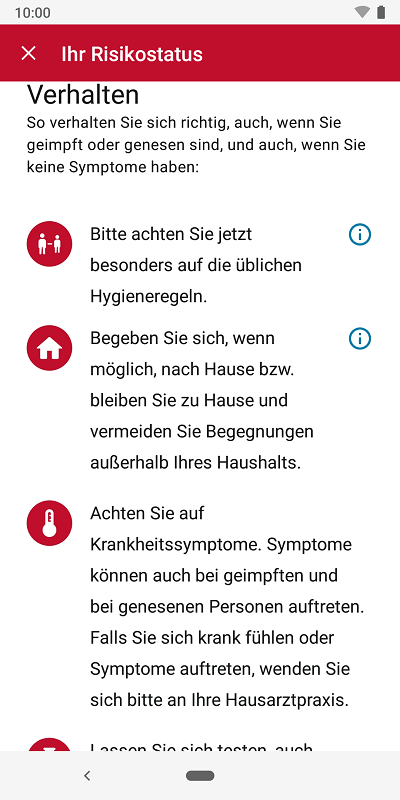 10:00
Ihr Risikostatus
Verhalten
So verhalten Sie sich richtig, auch, wenn Sie
geimpft oder genesen sind, und auch, wenn Sie
keine Symptome haben:
Bitte achten Sie jetzt
besonders auf die üblichen
Hygieneregeln.
Begeben Sie sich, wenn
möglich, nach Hause bzw.
bleiben Sie zu Hause und
vermeiden Sie Begegnungen
außerhalb Ihres Haushalts.
Achten Sie auf
Krankheitssymptome. Symptome
können auch bei geimpften und
bei genesenen Personen auftreten.
Falls Sie sich krank fühlen oder
Symptome auftreten, wenden Sie
sich bitte an Ihre Hausarztpraxis.
Lassen Sie sich testen, auch